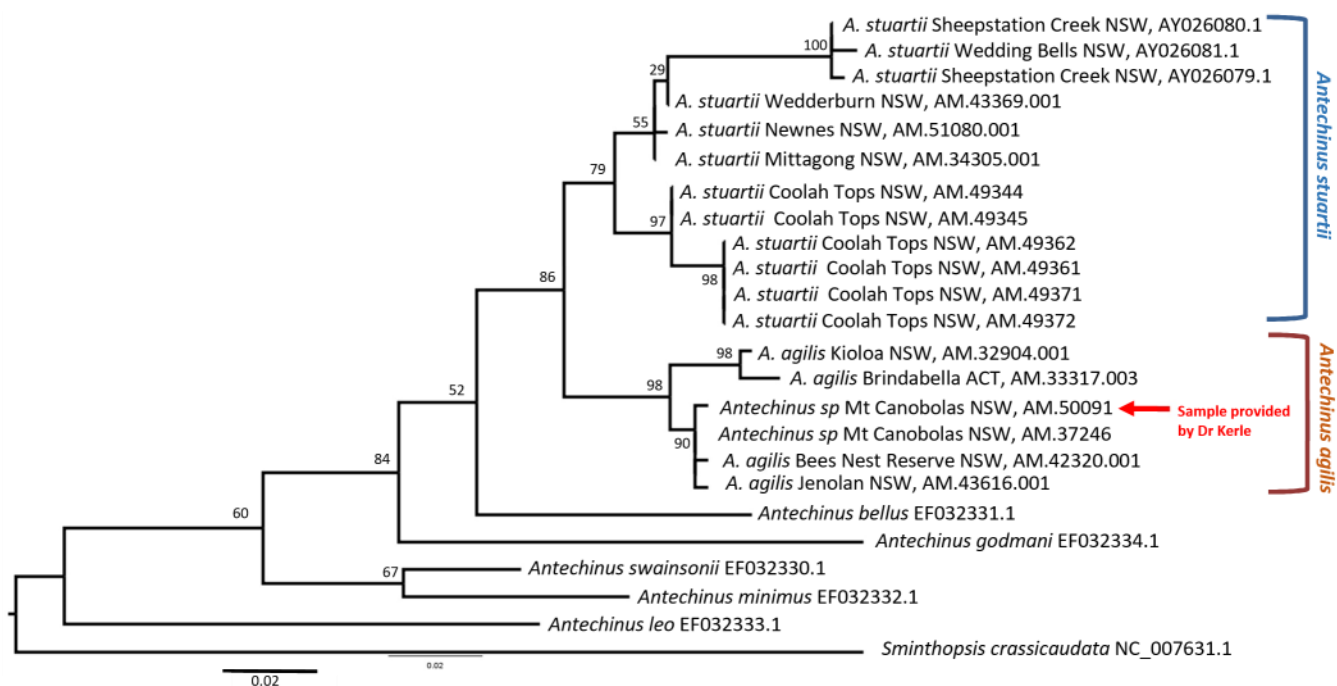 A. stuartii Sheepstation Creek NSW, AY026080.1
100
A. stuartii Wedding Bells NSW, AY026081.1
29
A. stuartii Sheepstation Creek NSW, AY026079.1
A. stuartii Wedderburn NSW, AM.43369.001
55
A. stuartii Newnes NSW, AM.51080.001
A. stuartii Mittagong NSW, AM.34305.001
79
A. stuartii Coolah Tops NSW, AM.49344
97
A. stuartii Coolah Tops NSW, AM.49345
A. stuartii Coolah Tops NSW, AM.49362
A. stuartii Coolah Tops NSW, AM.49361
98
A. stuartii Coolah Tops NSW, AM.49371
A. stuartii Coolah Tops NSW, AM.49372
Antechinus stuartii
86
98
A. agilis Kioloa NSW, AM.32904.001
98
A. agilis Brindabella ACT, AM.33317.003
52
Antechinus sp Mt Canobolas NSW, AM.50091
Sample provided
by Dr Kerle
Antechinus sp Mt Canobolas NSW, AM.37246
90
A. agilis Bees Nest Reserve NSW, AM.42320.001
A. agilis Jenolan NSW, AM.43616.001
Antechinus agilis
84
Antechinus bellus EF032331.1
60
Antechinus godmani EF032334.1
67
Antechinus swainsonii EF032330.1
Antechinus minimus EF032332.1
Antechinus leo EF032333.1
Sminthopsis crassicaudata NC_007631.1
0.02
0.02